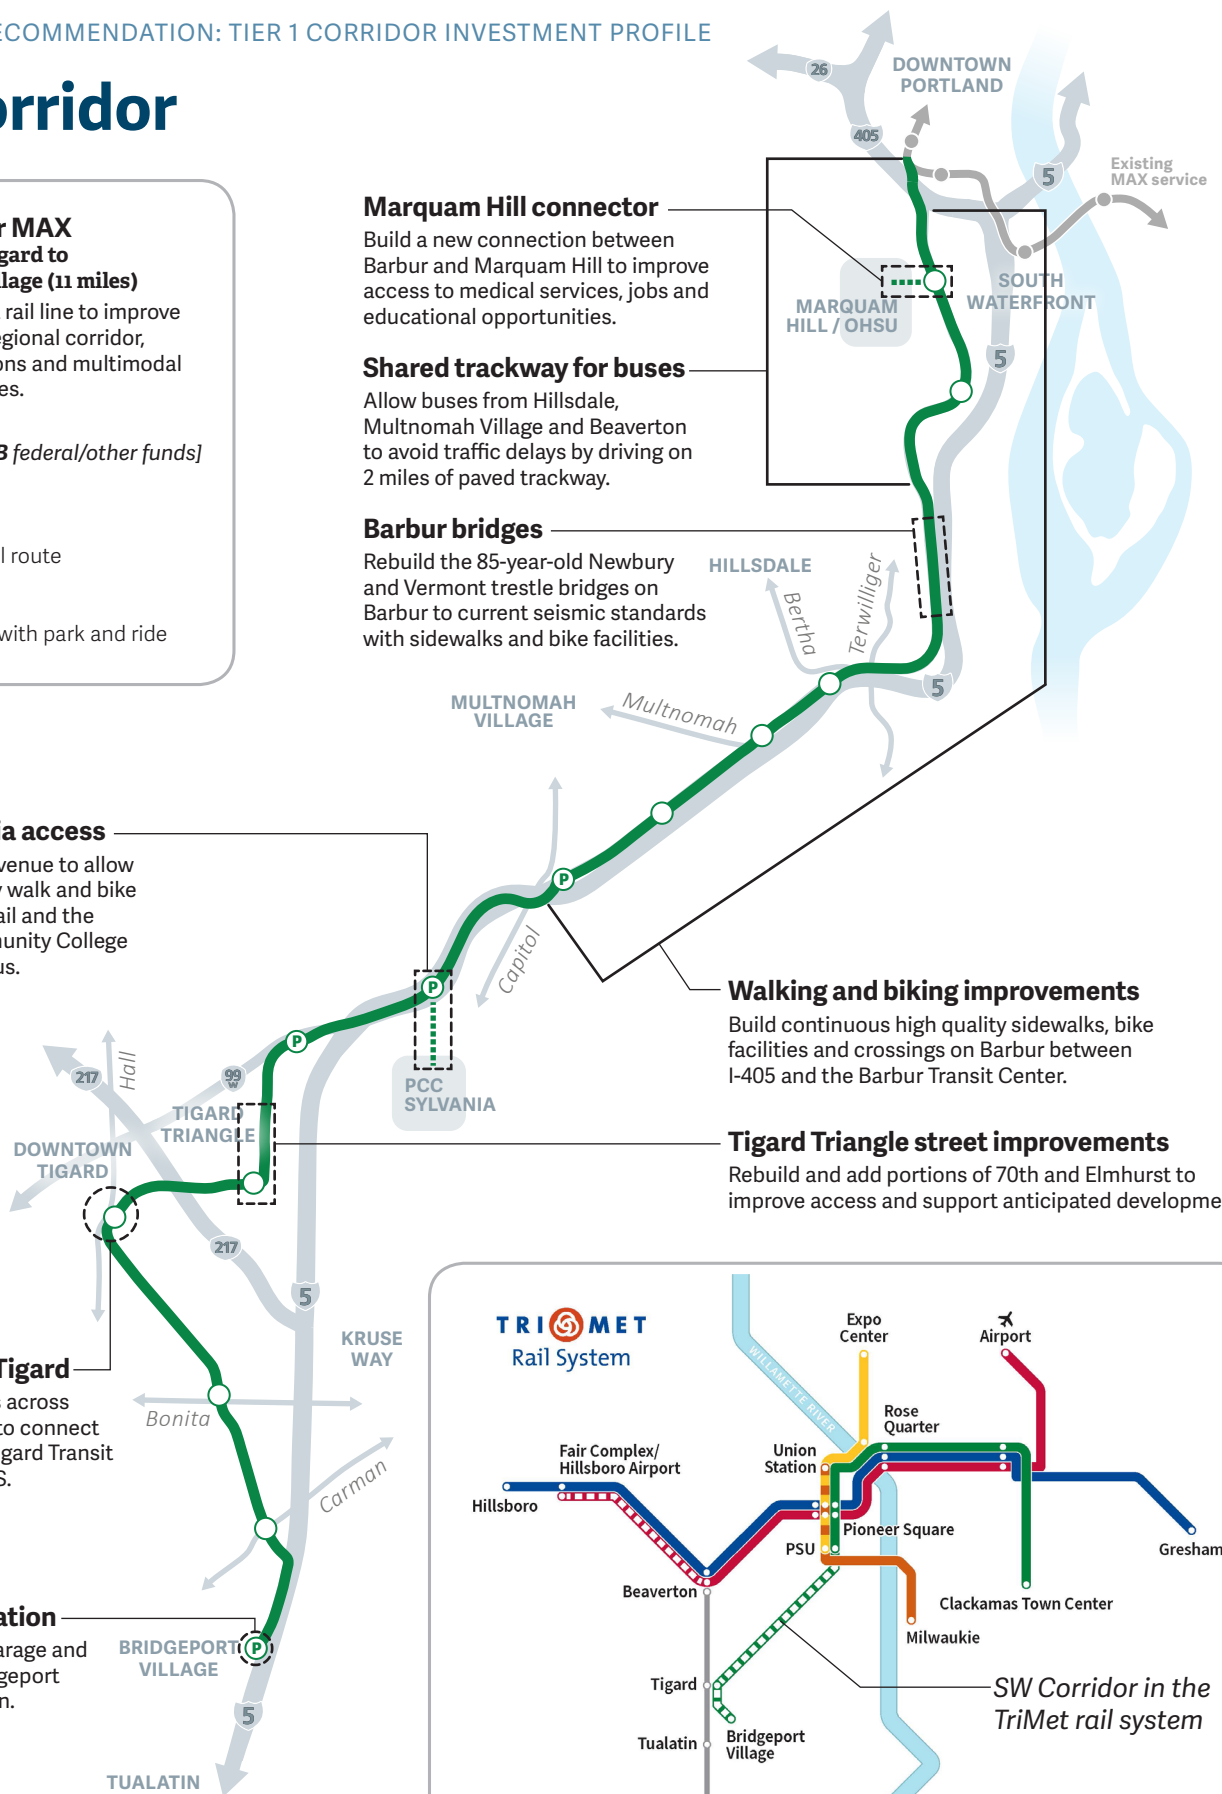 ECOMMENDATION: TIER 1 CORRIDOR INVESTMENT PROFILE
orridor
r MAX
gard to
lage (11 miles)
rail line to improve
egional corridor,
ons and multimodal
es.
B federal/other funds]
l route
with park and ride
Marquam Hill connector
Build a new connection between
Barbur and Marquam Hill to improve
access to medical services, jobs and
educational opportunities.
Shared trackway for buses
Allow buses from Hillsdale,
Multnomah Village and Beaverton
to avoid traffic delays by driving on
2 miles of paved trackway.
Barbur bridges
Rebuild the 85-year-old Newbury
and Vermont trestle bridges on
Barbur to current seismic standards
with sidewalks and bike facilities.
26
DOWNTOWN
PORTLAND
405
5
Existing
MAX service
MARQUAM
HILL / OHSU
SOUTH
WATERFRONT
5
HILLSDALE
Bertha
Terwilliger
5
MULTNOMAH
VILLAGE
Multnomah
ia access
venue to allow
y walk and bike
ail and the
munity College
us.
P
Capitol
P
P
PCC
SYLVANIA
Walking and biking improvements
Build continuous high quality sidewalks, bike
facilities and crossings on Barbur between
I-405 and the Barbur Transit Center.
217
Hall
99
W
TIGARD
TRIANGLE
DOWNTOWN
TIGARD
Tigard Triangle street improvements
Rebuild and add portions of 70th and Elmhurst to
improve access and support anticipated developme
217
5
KRUSE
WAY
Tigard
s across
to connect
igard Transit
S.
Bonita
Carman
ation
arage and
dgeport
n.
BRIDGEPORT
VILLAGE
P
5
TUALATIN
TRI MET
Rail System
WILLAMETTE RIVER
Expo
Center
Airport
Rose
Quarter
Union
Station
Fair Complex/
Hillsboro Airport
Hillsboro
Pioneer Square
PSU
Gresham
Beaverton
Clackamas Town Center
Milwaukie
Tigard
SW Corridor in the
TriMet rail system
Bridgeport
Village
Tualatin